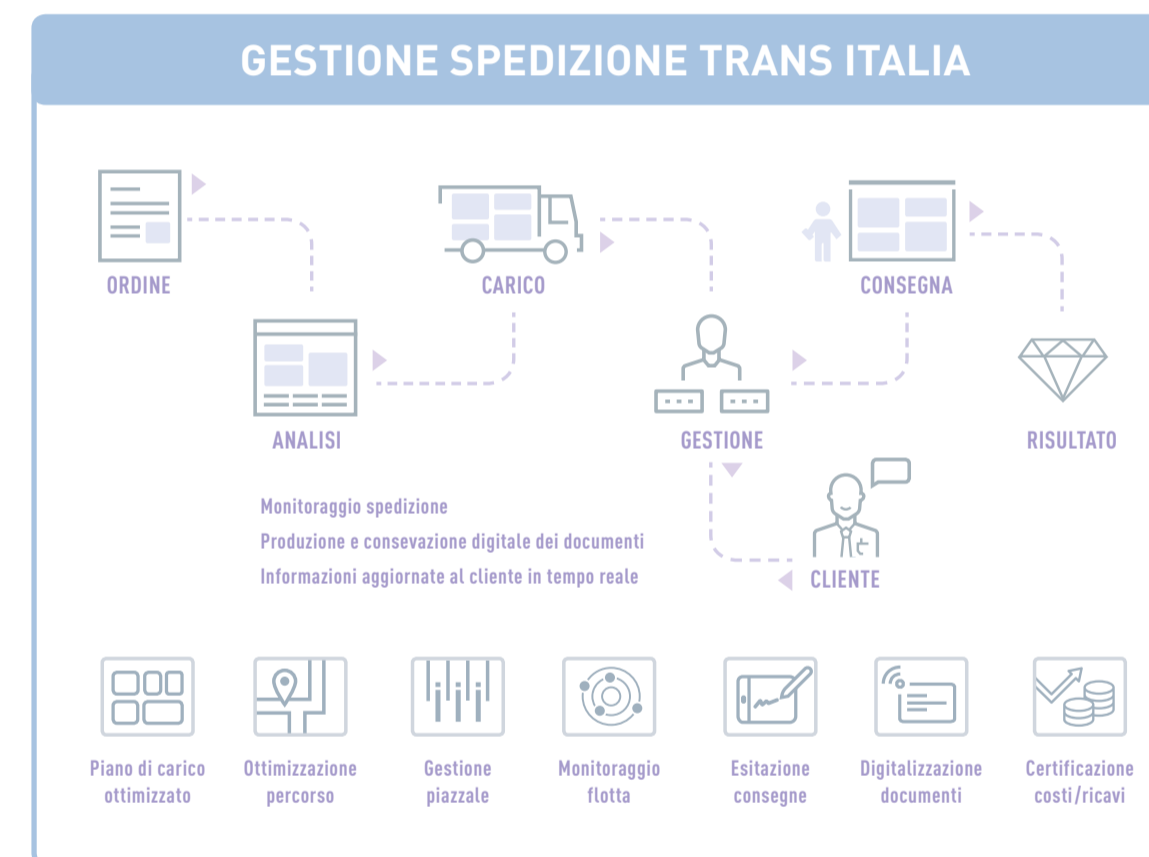 GESTIONE SPEDIZIONE TRANS ITALIA
ORDINE
CARICO
CONSEGNA
ANALISI
GESTIONE
RISULTATO
Monitoraggio spedizione
Produzione e consevazione digitale dei documenti
Informazioni aggiornate al cliente in tempo reale
CLIENTE
Piano di carico
ottimizzato
Ottimizzazione
percorso
Gestione
piazzale
Monitoraggio
flotta
Esitazione
consegne
Digitalizzazione
documenti
Certificazione
costi/ricavi